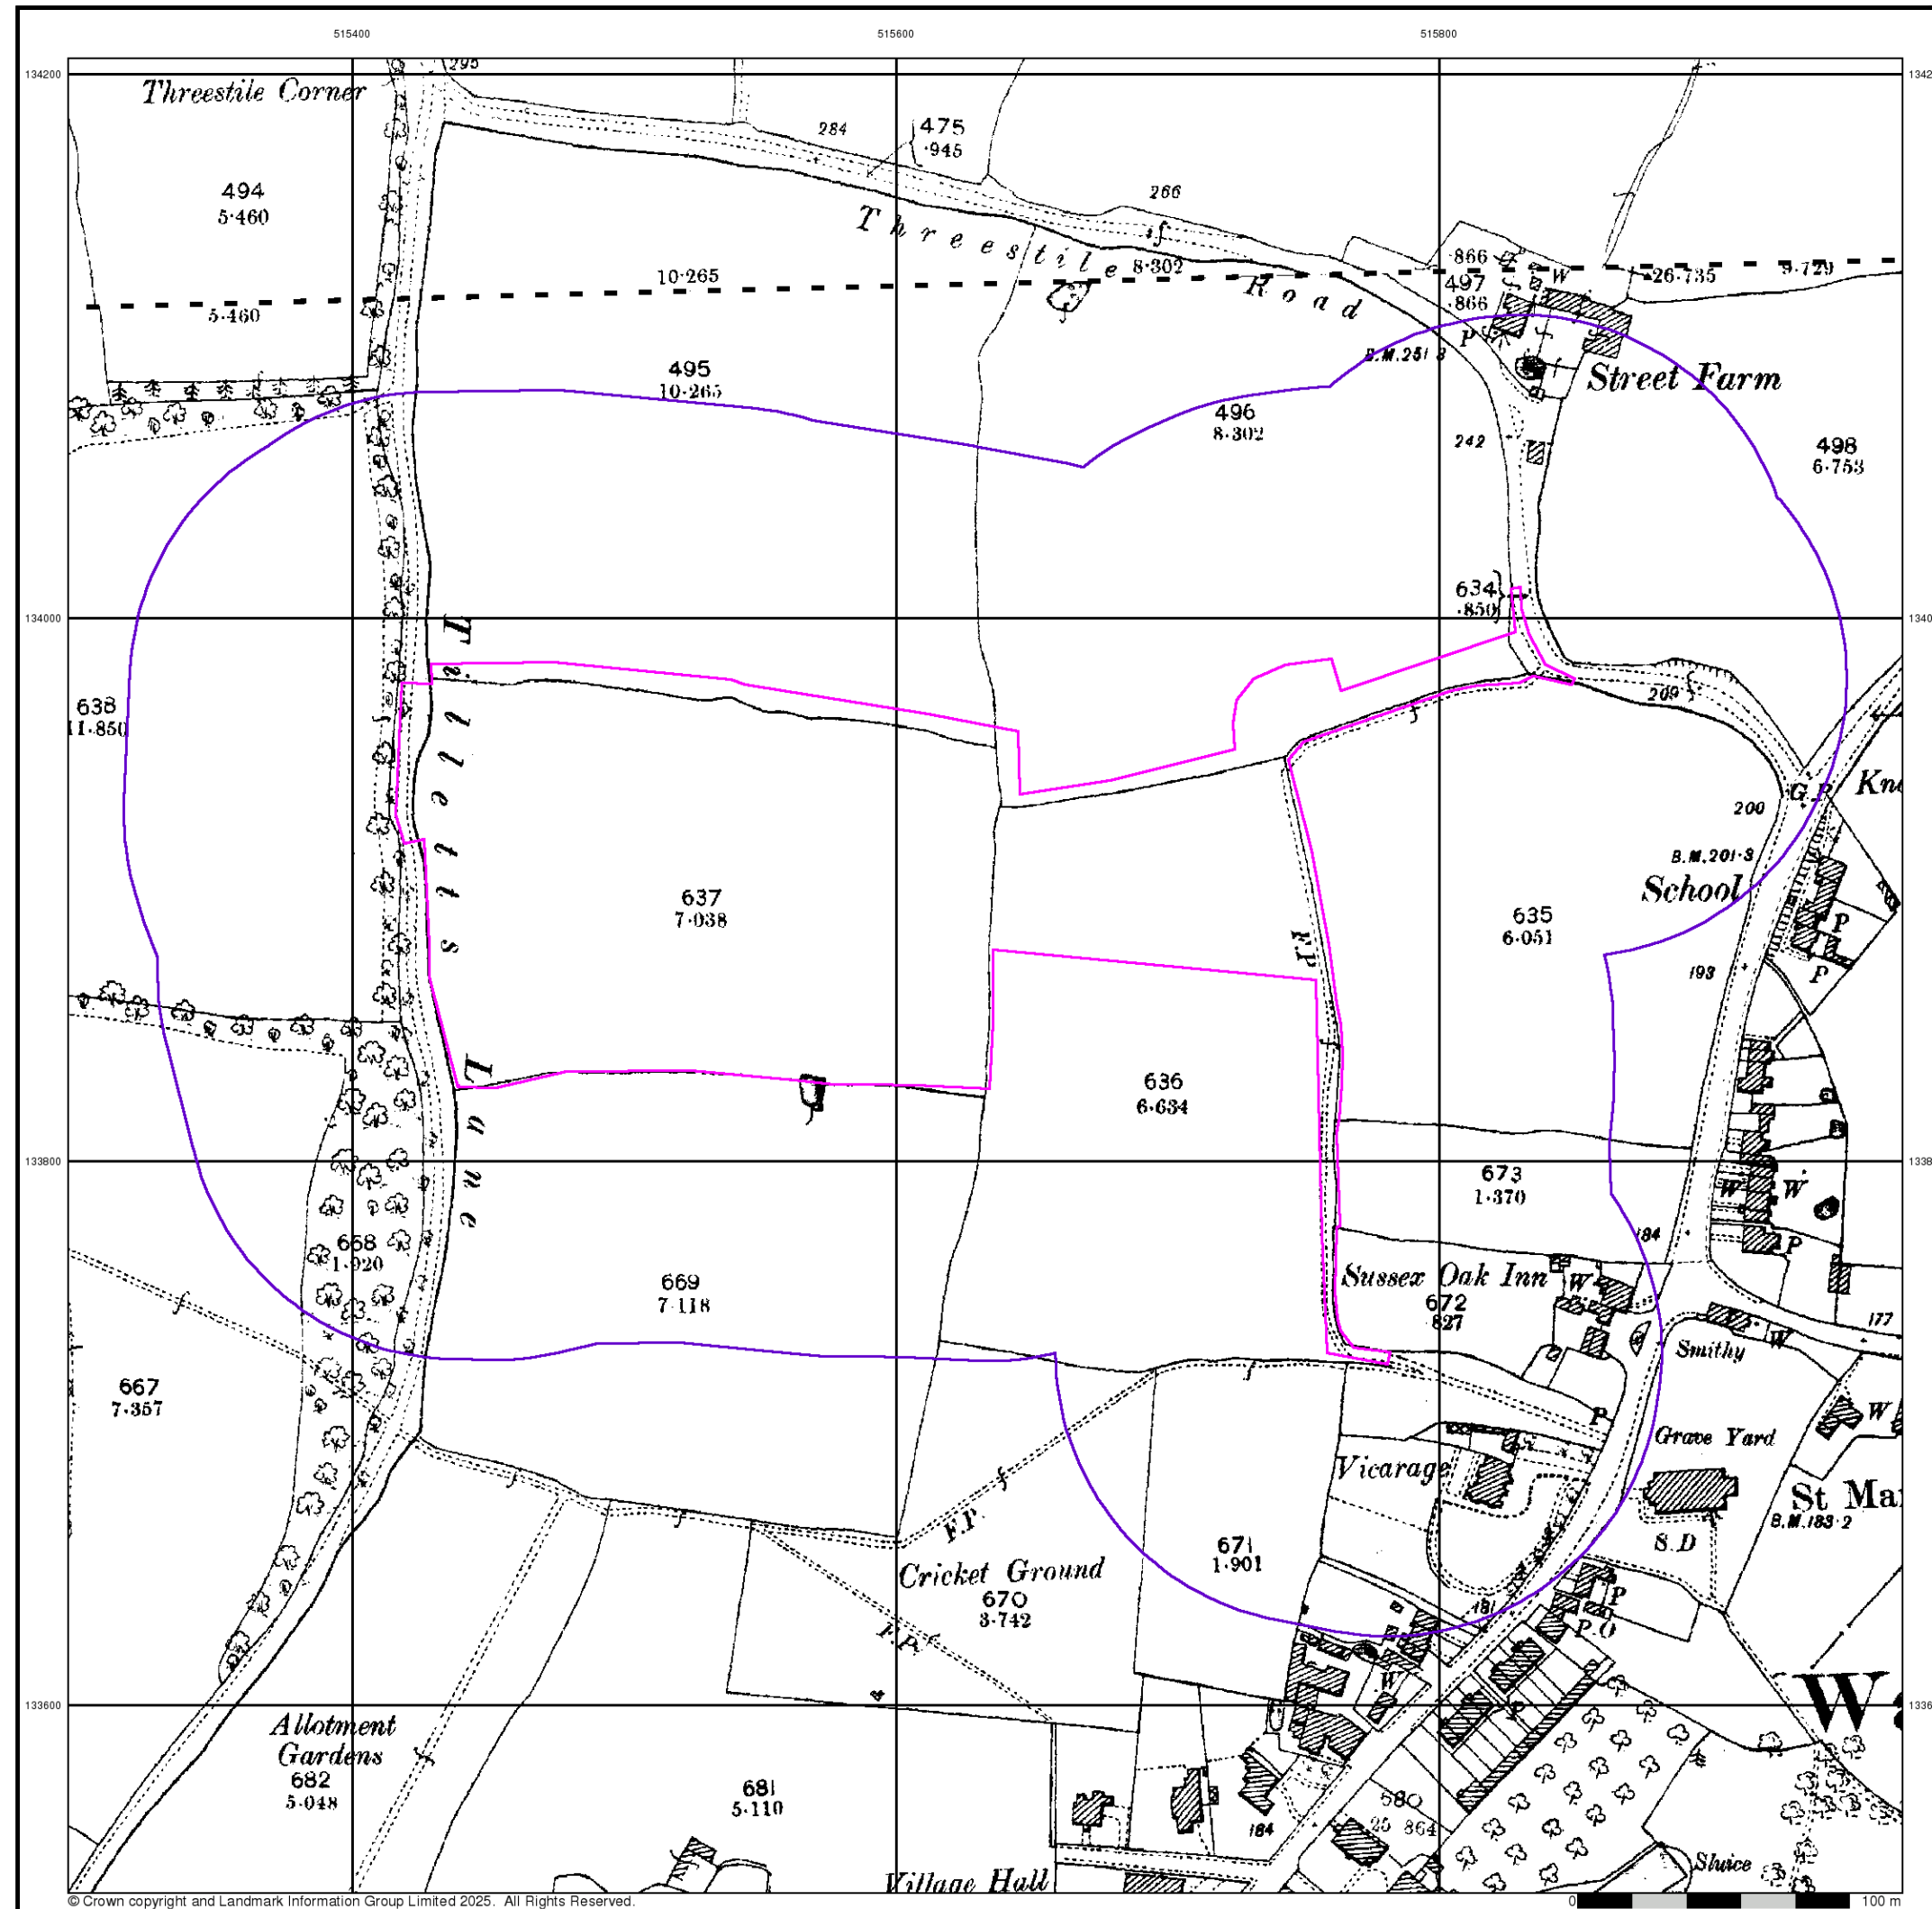 515400
515600
515800
134200
Threestile Corner
295
284
475
·945
494
5·460
266
Threestile Road
10·265
8·302
·866
W
497
·866
26·735
9·729
5·460
495
10·265
B.M.251·3
P
Street Farm
496
8·302
242
498
6·753
634
·850
134000
Tilletts Lane
638
11·850
209
G.P.
200
B.M.201·3
School
637
7·038
635
6·051
F.P.
P
193
P
636
6·634
133800
673
1·370
W
W
184
P
668
1·920
669
7·118
Sussex Oak Inn
W
672
·827
177
Smithy
W
667
7·357
P
W
Grave Yard
Vicarage
F.P.
B.M.183·2
S.D
671
1·901
Cricket Ground
670
3·742
F.P.
181
P
P.O
W
133600
P
Allotment
Gardens
682
5·048
681
5·110
680
25·864
184
Sluice
Village Hall
© Crown copyright and Landmark Information Group Limited 2025. All Rights Reserved.
0
100 m